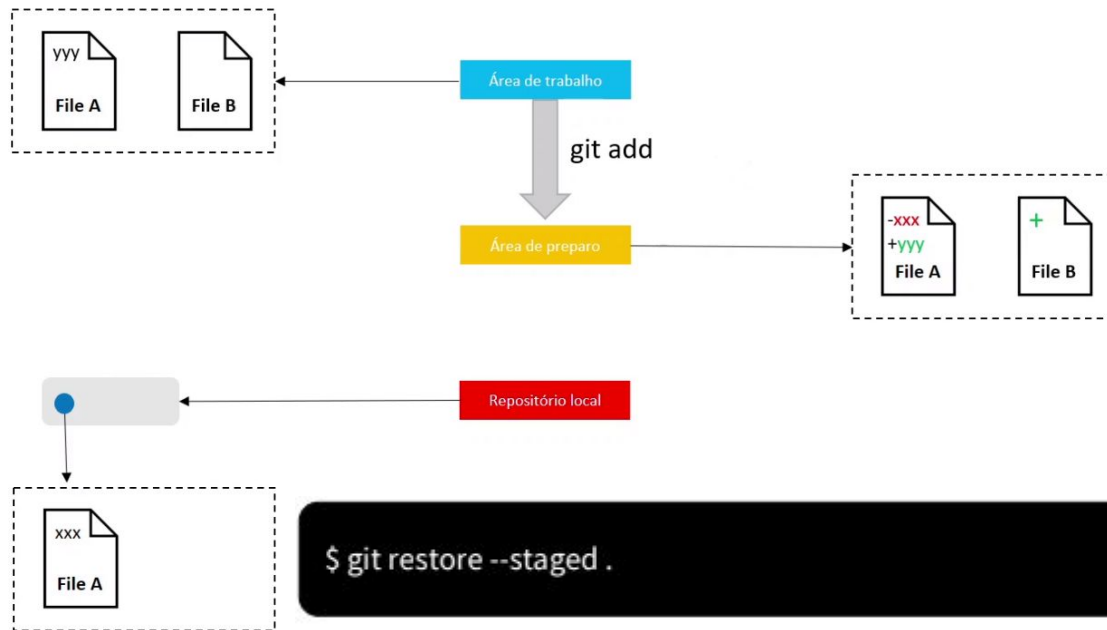 yyy
File A
File B
Área de trabalho
git add
Área de preparo
-xxx
+yyy
File A
+
File B
Repositório local
xxx
File A
$ git restore --staged .